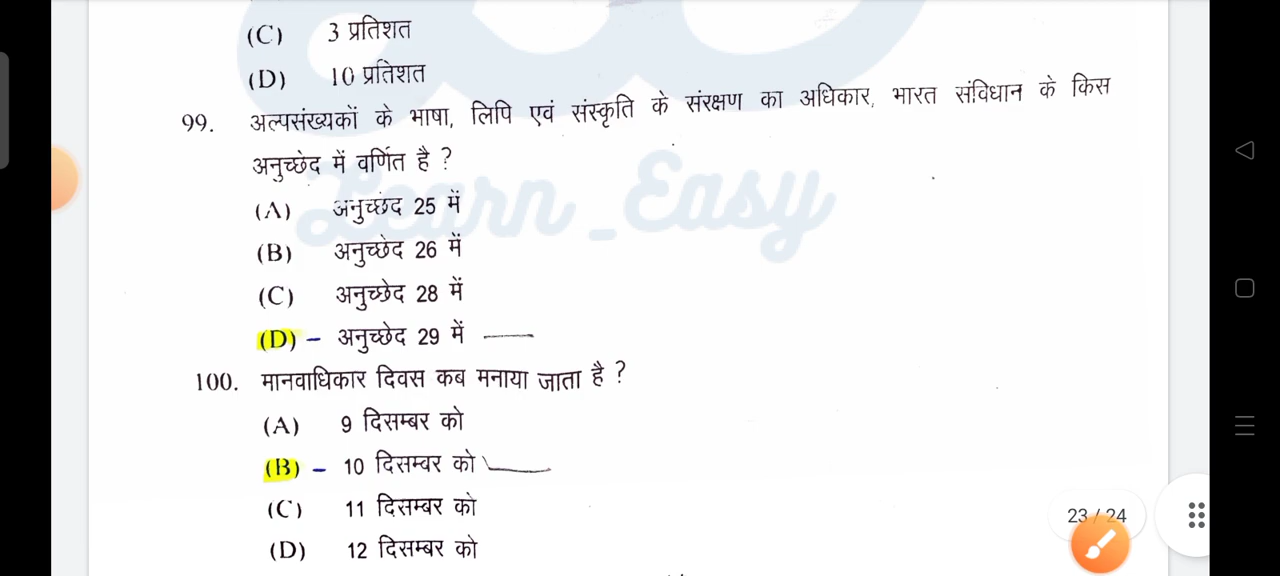 (C) 3 प्रतिशत
(D) 10 प्रतिशत
99. अल्पसंख्यकों के भाषा, लिपि एवं संस्कृति के संरक्षण का अधिकार, भारत संविधान के किस
अनुच्छेद में वर्णित है ?
(A) अनुच्छेद 25 में
(B) अनुच्छेद 26 में
(C) अनुच्छेद 28 में
(D) – अनुच्छेद 29 में
100. मानवाधिकार दिवस कब मनाया जाता है ?
(A) 9 दिसम्बर को
(B) – 10 दिसम्बर को
(C) 11 दिसम्बर को
(D) 12 दिसम्बर को
Learn_Easy
23 / 24